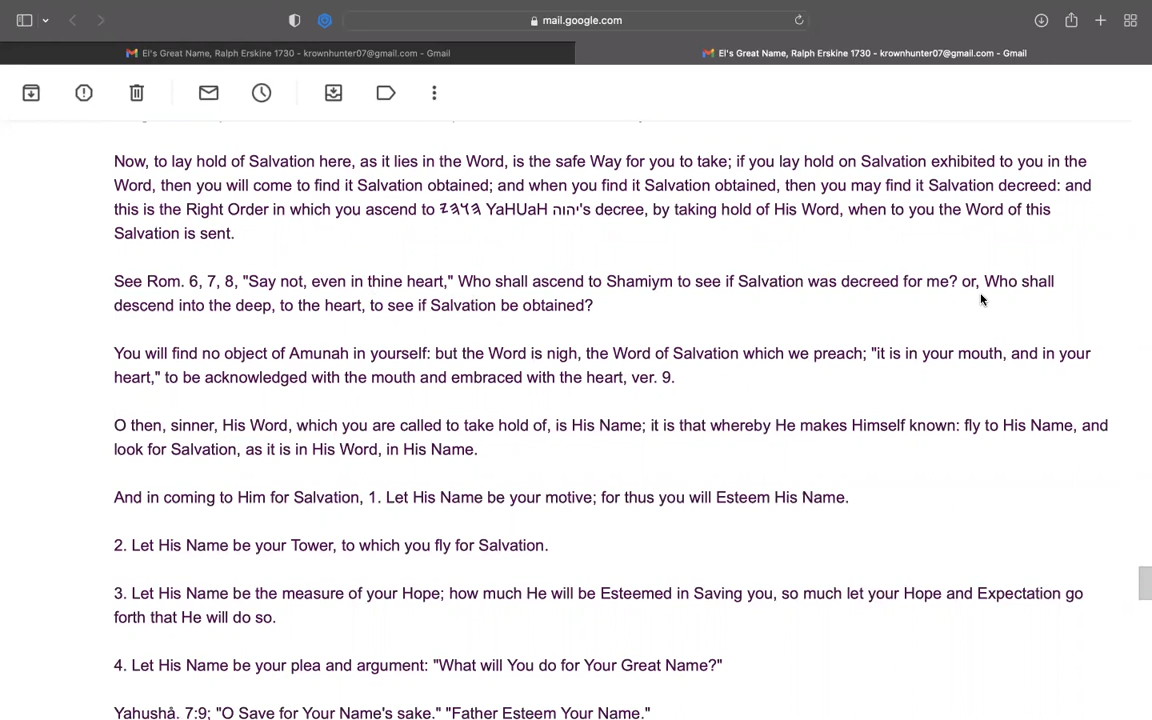 mail.google.com
El's Great Name, Ralph Erskine 1730 - krownhunter07@gmail.com - Gmail
El's Great Name, Ralph Erskine 1730 - krownhunter07@gmail.com - Gmail
Now, to lay hold of Salvation here, as it lies in the Word, is the safe Way for you to take; if you lay hold on Salvation exhibited to you in the
Word, then you will come to find it Salvation obtained; and when you find it Salvation obtained, then you may find it Salvation decreed: and
this is the Right Order in which you ascend to 𐤉𐤄𐤅𐤄 YaHUaH יהוה's decree, by taking hold of His Word, when to you the Word of this
Salvation is sent.
See Rom. 6, 7, 8, "Say not, even in thine heart," Who shall ascend to Shamiym to see if Salvation was decreed for me? or, Who shall
descend into the deep, to the heart, to see if Salvation be obtained?
You will find no object of Amunah in yourself: but the Word is nigh, the Word of Salvation which we preach; "it is in your mouth, and in your
heart," to be acknowledged with the mouth and embraced with the heart, ver. 9.
O then, sinner, His Word, which you are called to take hold of, is His Name; it is that whereby He makes Himself known: fly to His Name, and
look for Salvation, as it is in His Word, in His Name.
And in coming to Him for Salvation, 1. Let His Name be your motive; for thus you will Esteem His Name.
2. Let His Name be your Tower, to which you fly for Salvation.
3. Let His Name be the measure of your Hope; how much He will be Esteemed in Saving you, so much let your Hope and Expectation go
forth that He will do so.
4. Let His Name be your plea and argument: "What will You do for Your Great Name?"
Yahushå. 7:9; "O Save for Your Name's sake." "Father Esteem Your Name."